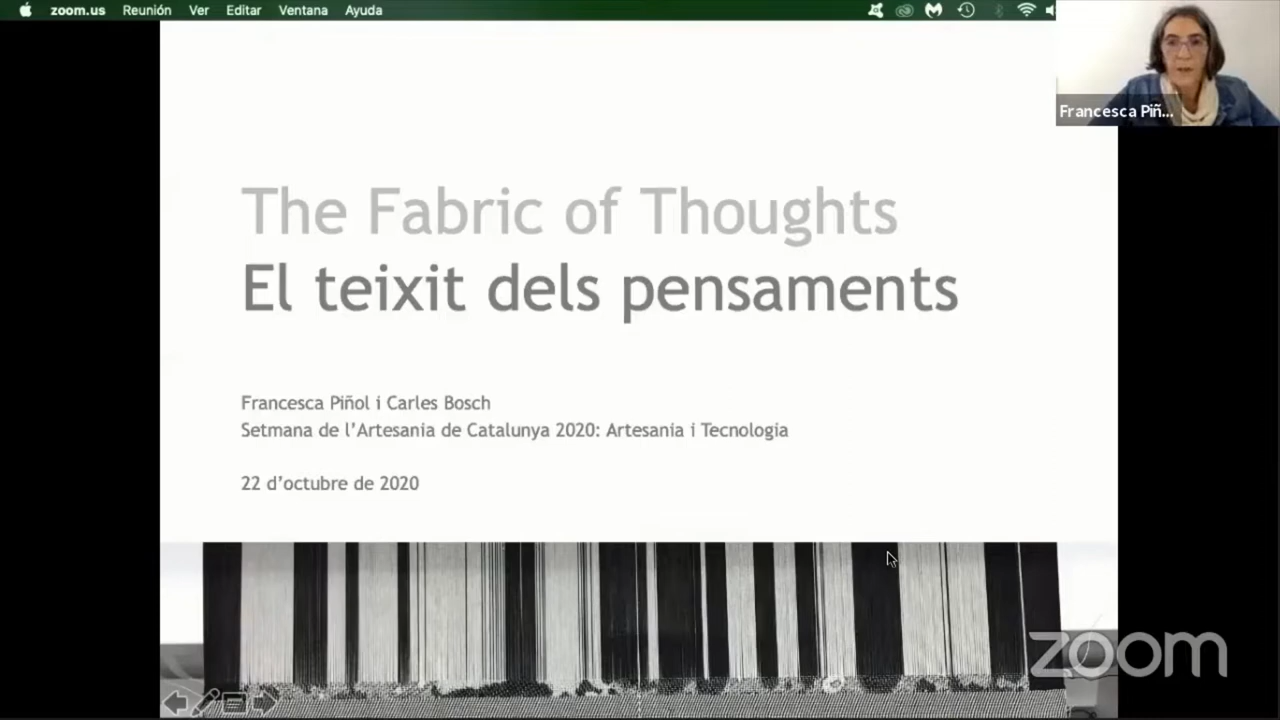 zoom.us Reunión Ver Editar Ventana Ayuda
Francesca Piñ...
The Fabric of Thoughts
El teixit dels pensaments
Francesca Piñol i Carles Bosch
Setmana de l'Artesania de Catalunya 2020: Artesania i Tecnologia
22 d'octubre de 2020
zoom